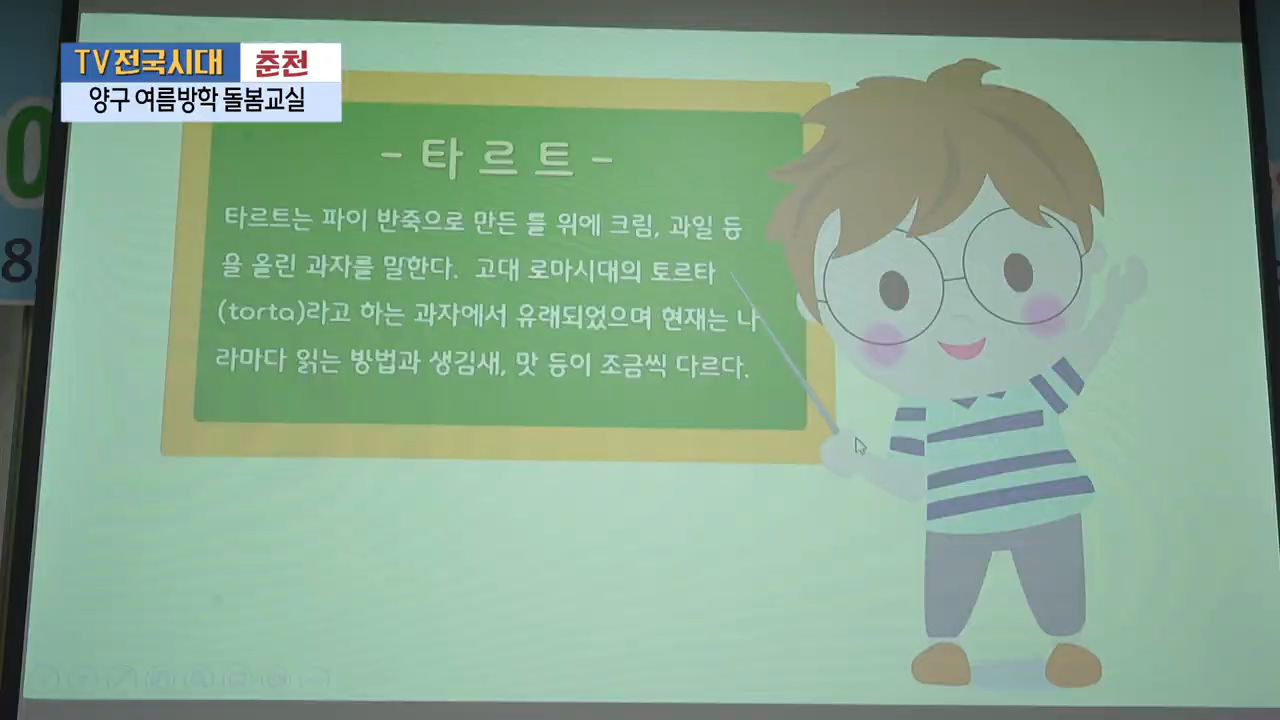 TV전국시대 춘천
양구 여름방학 돌봄교실
- 타르트 -
타르트는 파이 반죽으로 만든 틀 위에 크림, 과일 등
을 올린 과자를 말한다. 고대 로마시대의 토르타
(torta)라고 하는 과자에서 유래되었으며 현재는 나
라마다 읽는 방법과 생김새, 맛 등이 조금씩 다르다.
0
8